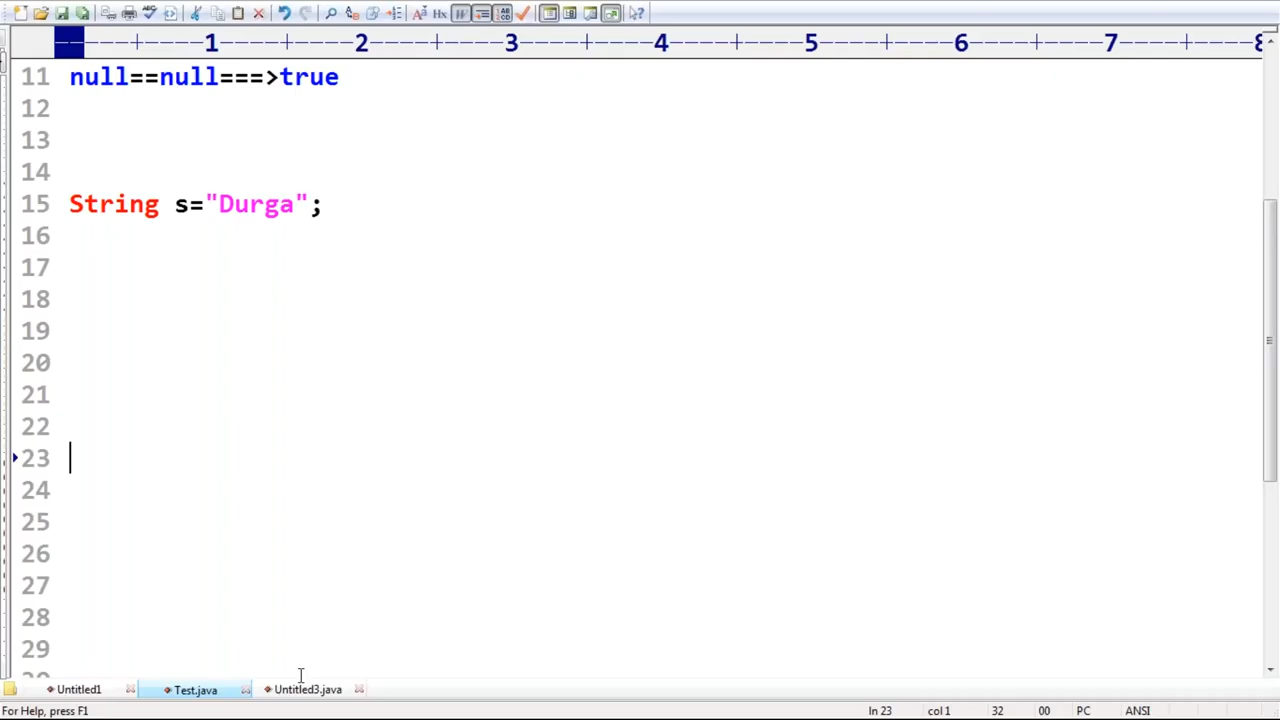 Hx W
1 2 3 4 5 6 7 8
11 null==null===>true
12
13
14
15 String s="Durga";
16
17
18
19
20
21
22
23
24
25
26
27
28
29
Untitled1 Test.java Untitled3.java
For Help, press F1 ln 23 col 1 32 00 PC ANSI